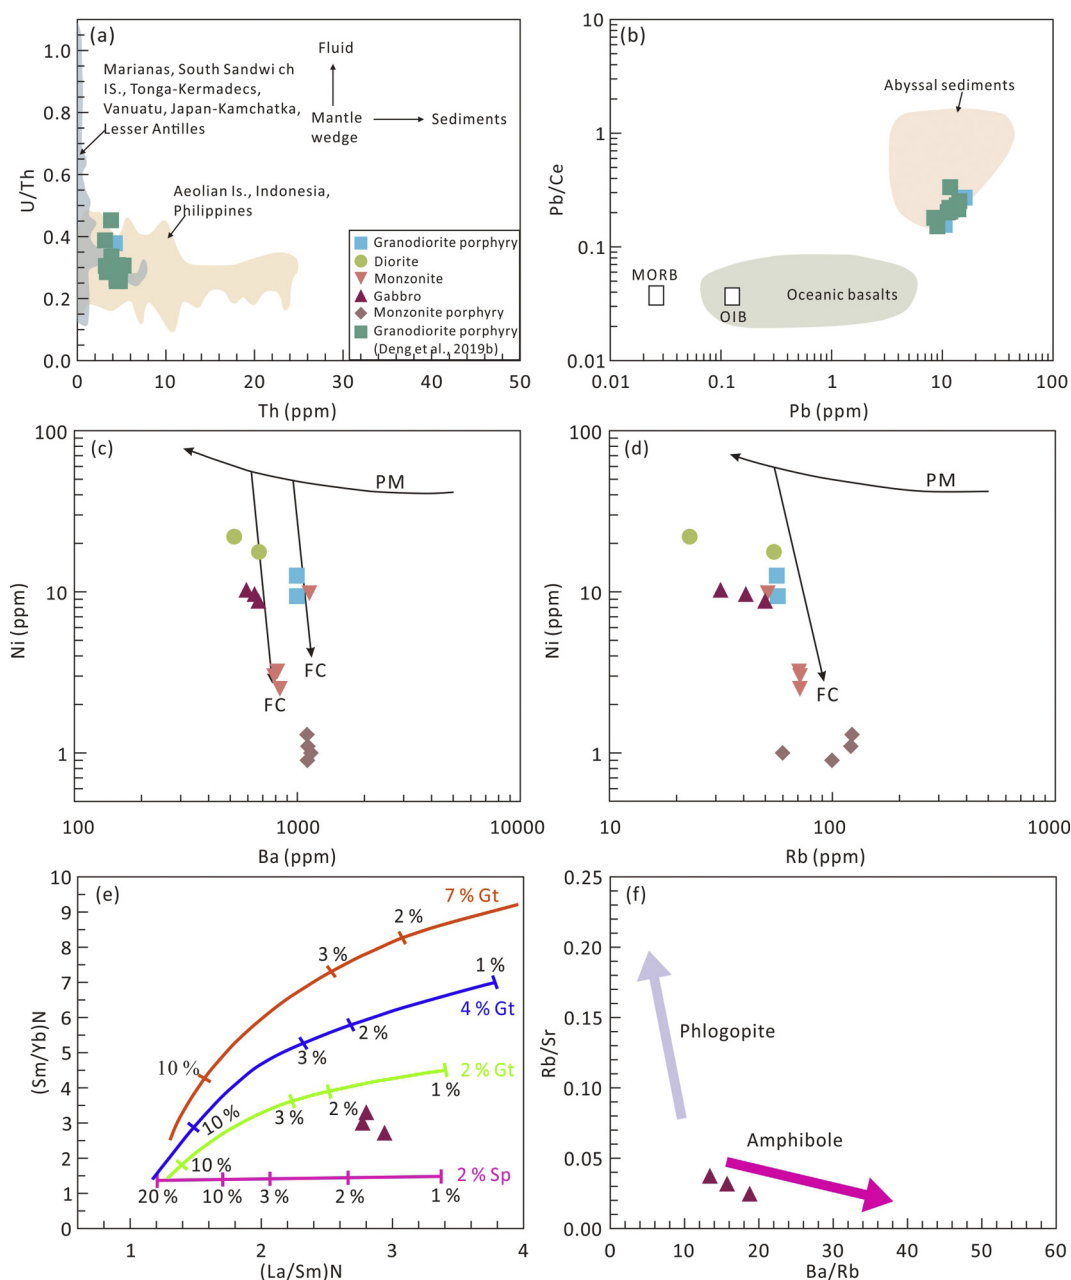 (a)
1.0
0.8
0.6
0.4
0.2
0.0
U/Th
Marianas, South Sandwi ch
IS., Tonga-Kermadecs,
Vanuatu, Japan-Kamchatka,
Lesser Antilles
Fluid
Mantle
wedge
Sediments
Aeolian Is., Indonesia,
Philippines
Granodiorite porphyry
Diorite
Monzonite
Gabbro
Monzonite porphyry
Granodiorite porphyry
(Deng et al., 2019b)
0 10 20 30 40 50
Th (ppm)
(b)
10
1
0.1
0.01
Pb/Ce
Abyssal sediments
MORB
OIB
Oceanic basalts
0.01 0.1 1 10 100
Pb (ppm)
(c)
100
10
1
Ni (ppm)
PM
FC
FC
100 1000 10000
Ba (ppm)
(d)
100
10
1
Ni (ppm)
PM
FC
10 100 1000
Rb (ppm)
(e)
10
9
8
7
6
5
4
3
2
1
0
(Sm/Yb)N
7 % Gt
2 %
3 %
10 %
1 %
4 % Gt
2 %
3 %
10 %
2 % Gt
1 %
2 %
3 %
10 %
2 % Sp
20 % 10 % 3 % 2 % 1 %
1 2 3 4
(La/Sm)N
(f)
0.25
0.20
0.15
0.10
0.05
0.00
Rb/Sr
Phlogopite
Amphibole
0 10 20 30 40 50 60
Ba/Rb